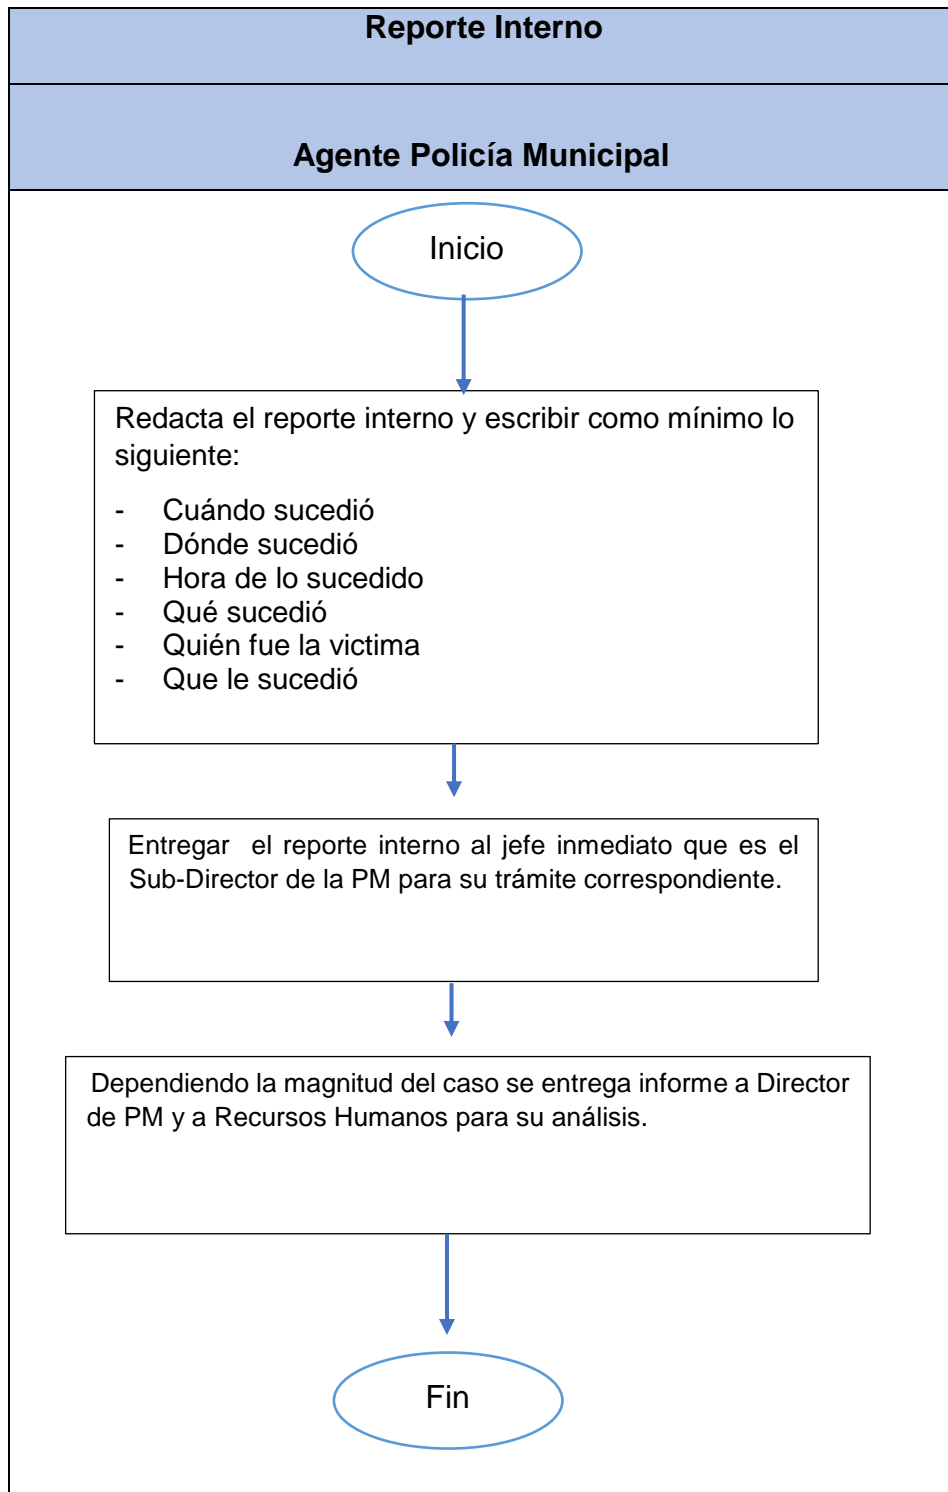 Reporte Interno
Agente Policía Municipal
Inicio
Redacta el reporte interno y escribir como mínimo lo
siguiente:
- Cuándo sucedió
- Dónde sucedió
- Hora de lo sucedido
- Qué sucedió
- Quién fue la victima
- Que le sucedió
Entregar el reporte interno al jefe inmediato que es el
Sub-Director de la PM para su trámite correspondiente.
Dependiendo la magnitud del caso se entrega informe a Director
de PM y a Recursos Humanos para su análisis.
Fin